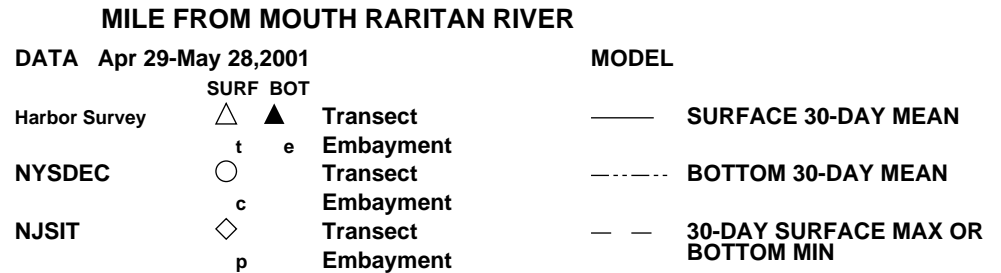 MILE FROM MOUTH RARITAN RIVER
DATA Apr 29-May 28,2001 MODEL
SURF BOT
Harbor Survey Transect SURFACE 30-DAY MEAN
t e Embayment
NYSDEC Transect BOTTOM 30-DAY MEAN
c Embayment
NJSIT Transect 30-DAY SURFACE MAX OR
BOTTOM MIN
p Embayment